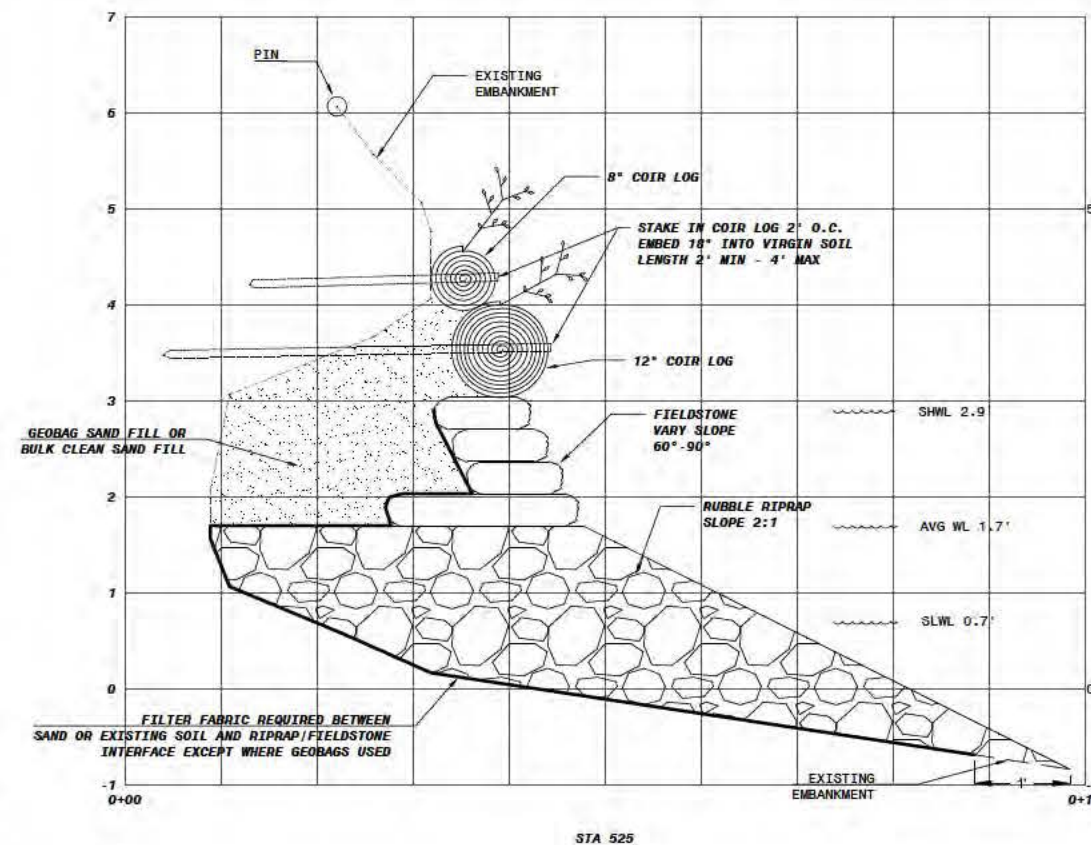 7
PIN
EXISTING
EMBANKMENT
6
8" COIR LOG
5
5
STAKE IN COIR LOG 2' O.C.
EMBED 18" INTO VIRGIN SOIL
LENGTH 2' MIN - 4' MAX
4
12" COIR LOG
3
FIELDSTONE
VARY SLOPE
60°-90°
SHWL 2.9
GEOBAG SAND FILL OR
BULK CLEAN SAND FILL
2
RUBBLE RIPRAP
SLOPE 2:1
AVG WL 1.7'
1
SLWL 0.7'
0
0
FILTER FABRIC REQUIRED BETWEEN
SAND OR EXISTING SOIL AND RIPRAP/FIELDSTONE
INTERFACE EXCEPT WHERE GEOBAGS USED
-1
EXISTING
EMBANKMENT
1'
0+00
0+1
STA 525